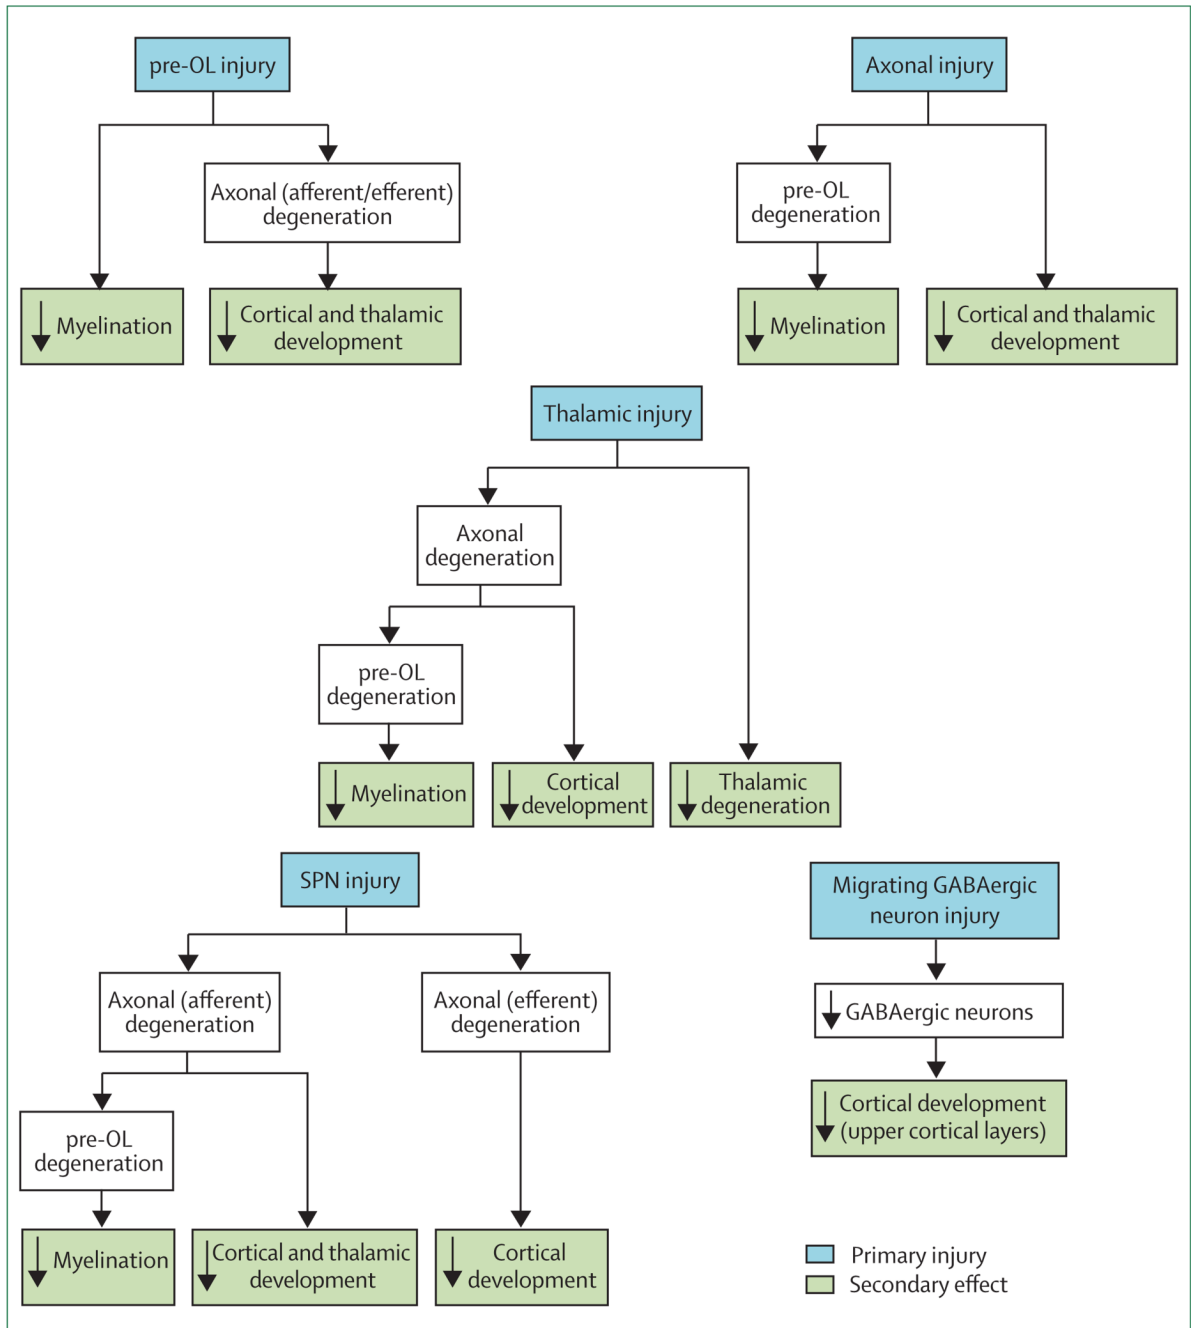 pre-OL injury
Axonal (afferent/efferent)
degeneration
Myelination
Cortical and thalamic
development
Axonal injury
pre-OL
degeneration
Myelination
Cortical and thalamic
development
Thalamic injury
Axonal
degeneration
pre-OL
degeneration
Myelination
Cortical
development
Thalamic
degeneration
SPN injury
Axonal (afferent)
degeneration
Axonal (efferent)
degeneration
pre-OL
degeneration
Myelination
Cortical and thalamic
development
Cortical
development
Migrating GABAergic
neuron injury
GABAergic neurons
Cortical development
(upper cortical layers)
Primary injury
Secondary effect